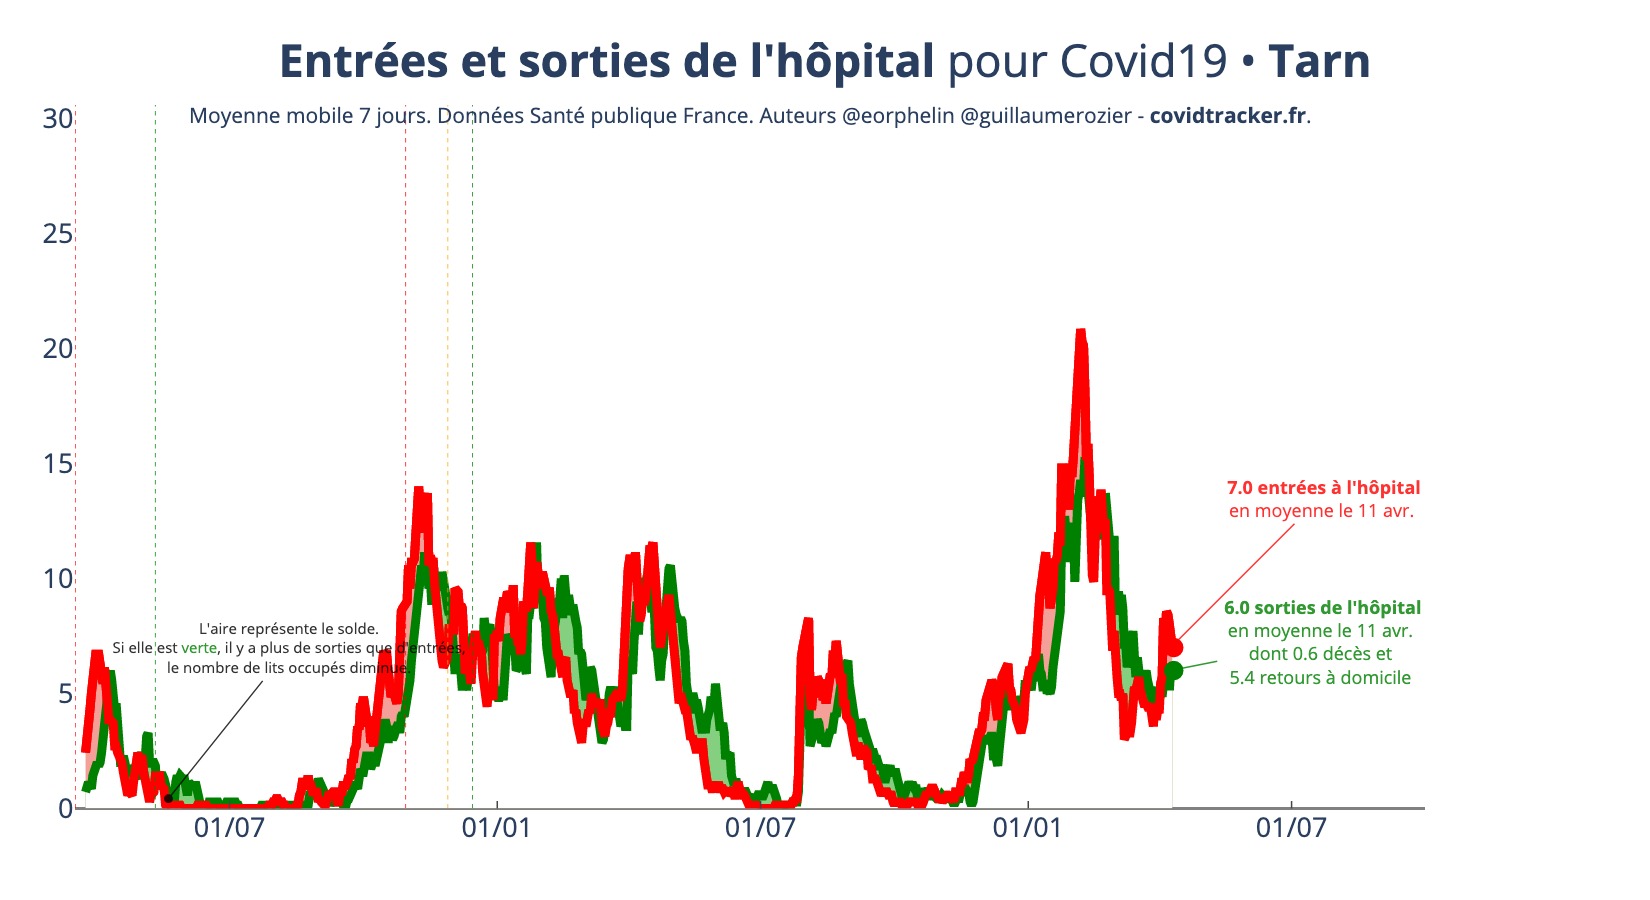 Entrées et sorties de l'hôpital pour Covid19 • Tarn
Moyenne mobile 7 jours. Données Santé publique France. Auteurs @eorphelin @guillaumerozier - covidtracker.fr.
30
25
20
15
10
5
0
7.0 entrées à l'hôpital
en moyenne le 11 avr.
6.0 sorties de l'hôpital
en moyenne le 11 avr.
dont 0.6 décès et
5.4 retours à domicile
L'aire représente le solde.
Si elle est verte, il y a plus de sorties que d'entrées,
le nombre de lits occupés diminue.
01/07
01/01
01/07
01/01
01/07